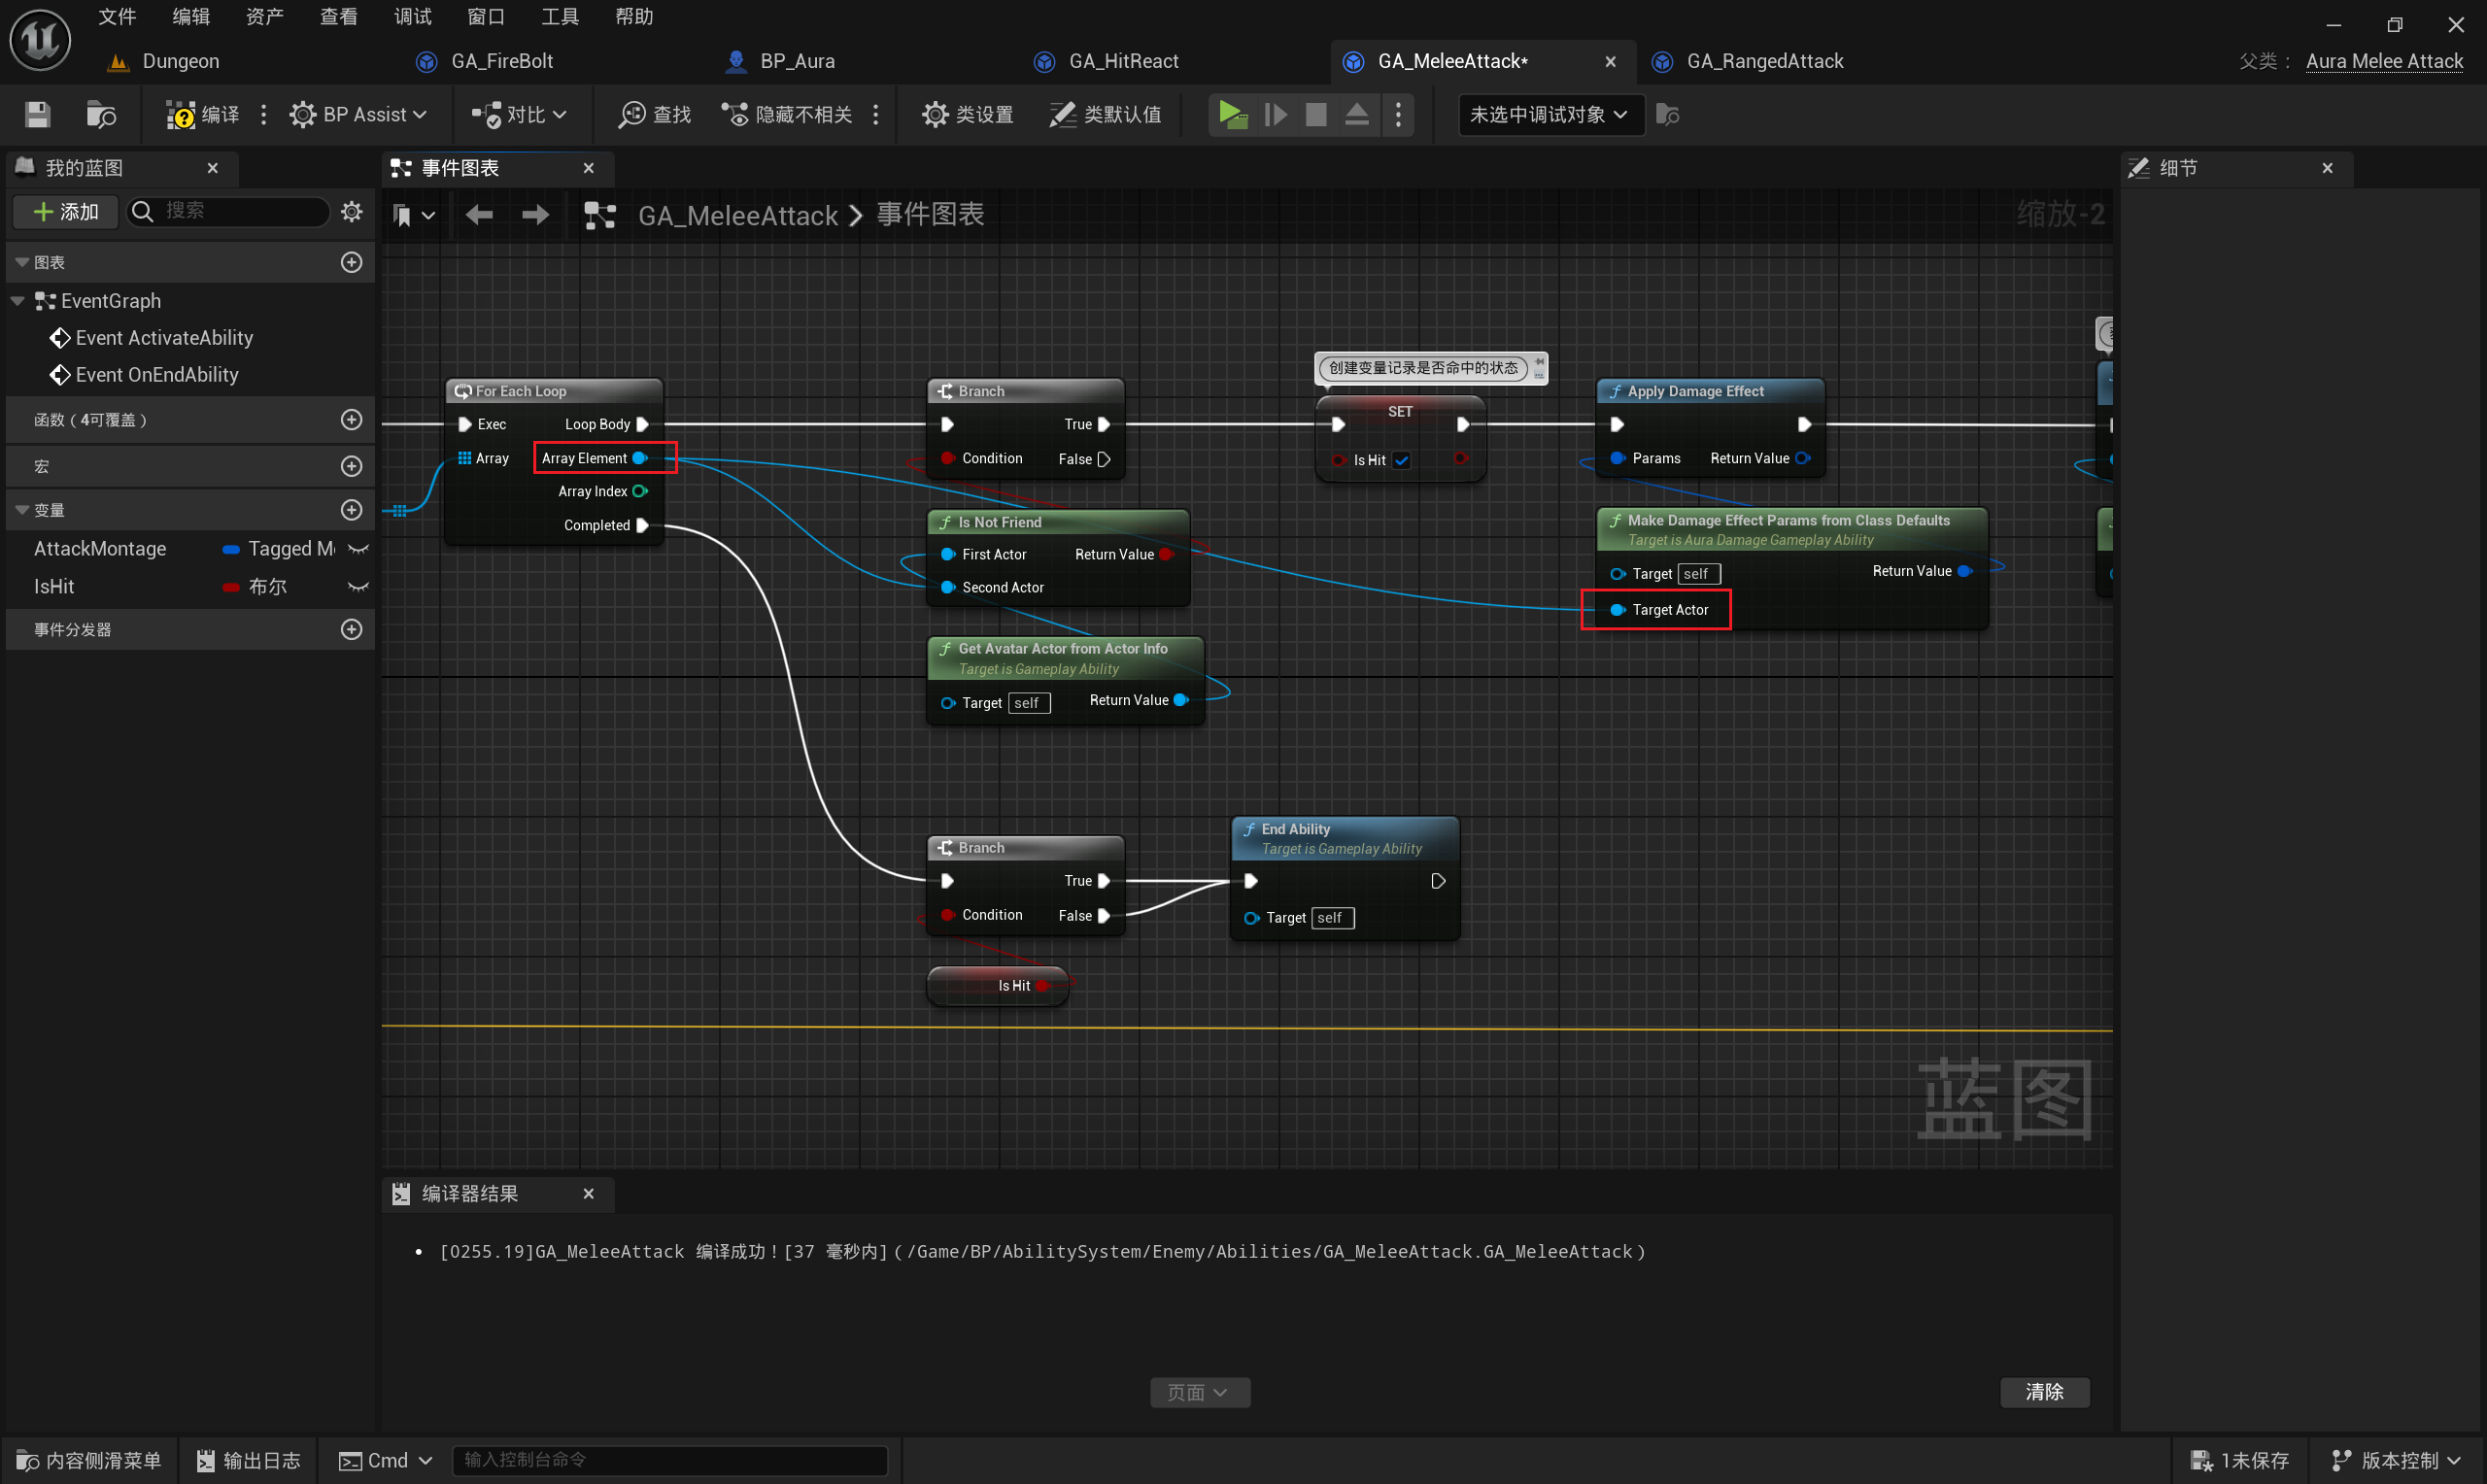 文件 编辑 资产 查看 调试 窗口 工具 帮助
Dungeon GA_FireBolt BP_Aura GA_HitReact GA_MeleeAttack* GA_RangedAttack 父类： Aura Melee Attack
编译 BP Assist 对比 查找 隐藏不相关 类设置 类默认值 未选中调试对象
我的蓝图
添加 搜索
图表
EventGraph
Event ActivateAbility
Event OnEndAbility
函数（4可覆盖）
宏
变量
AttackMontage Tagged M
IsHit 布尔
事件分发器
事件图表
GA_MeleeAttack > 事件图表 缩放-2
For Each Loop
Exec Loop Body
Array Array Element
Array Index
Completed
Branch
True
Condition False
创建变量记录是否命中的状态
SET
Is Hit
Apply Damage Effect
Params Return Value
Is Not Friend
First Actor Return Value
Second Actor
Make Damage Effect Params from Class Defaults
Target is Aura Damage Gameplay Ability
Target self Return Value
Target Actor
Get Avatar Actor from Actor Info
Target is Gameplay Ability
Target self Return Value
Branch
True
Condition False
End Ability
Target is Gameplay Ability
Target self
Is Hit
蓝图
细节
编译器结果
[0255.19]GA_MeleeAttack 编译成功！[37 毫秒内]（/Game/BP/AbilitySystem/Enemy/Abilities/GA_MeleeAttack.GA_MeleeAttack）
页面 清除
内容侧滑菜单 输出日志 Cmd 输入控制台命令 1未保存 版本控制